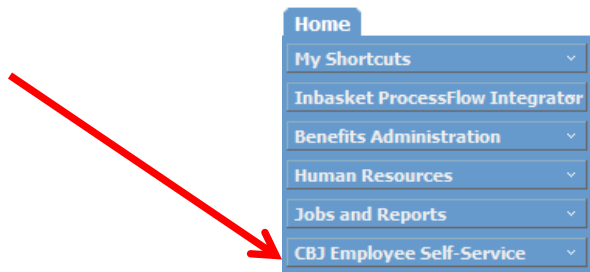 Home
My Shortcuts
Inbasket ProcessFlow Integrator
Benefits Administration
Human Resources
Jobs and Reports
CBJ Employee Self-Service